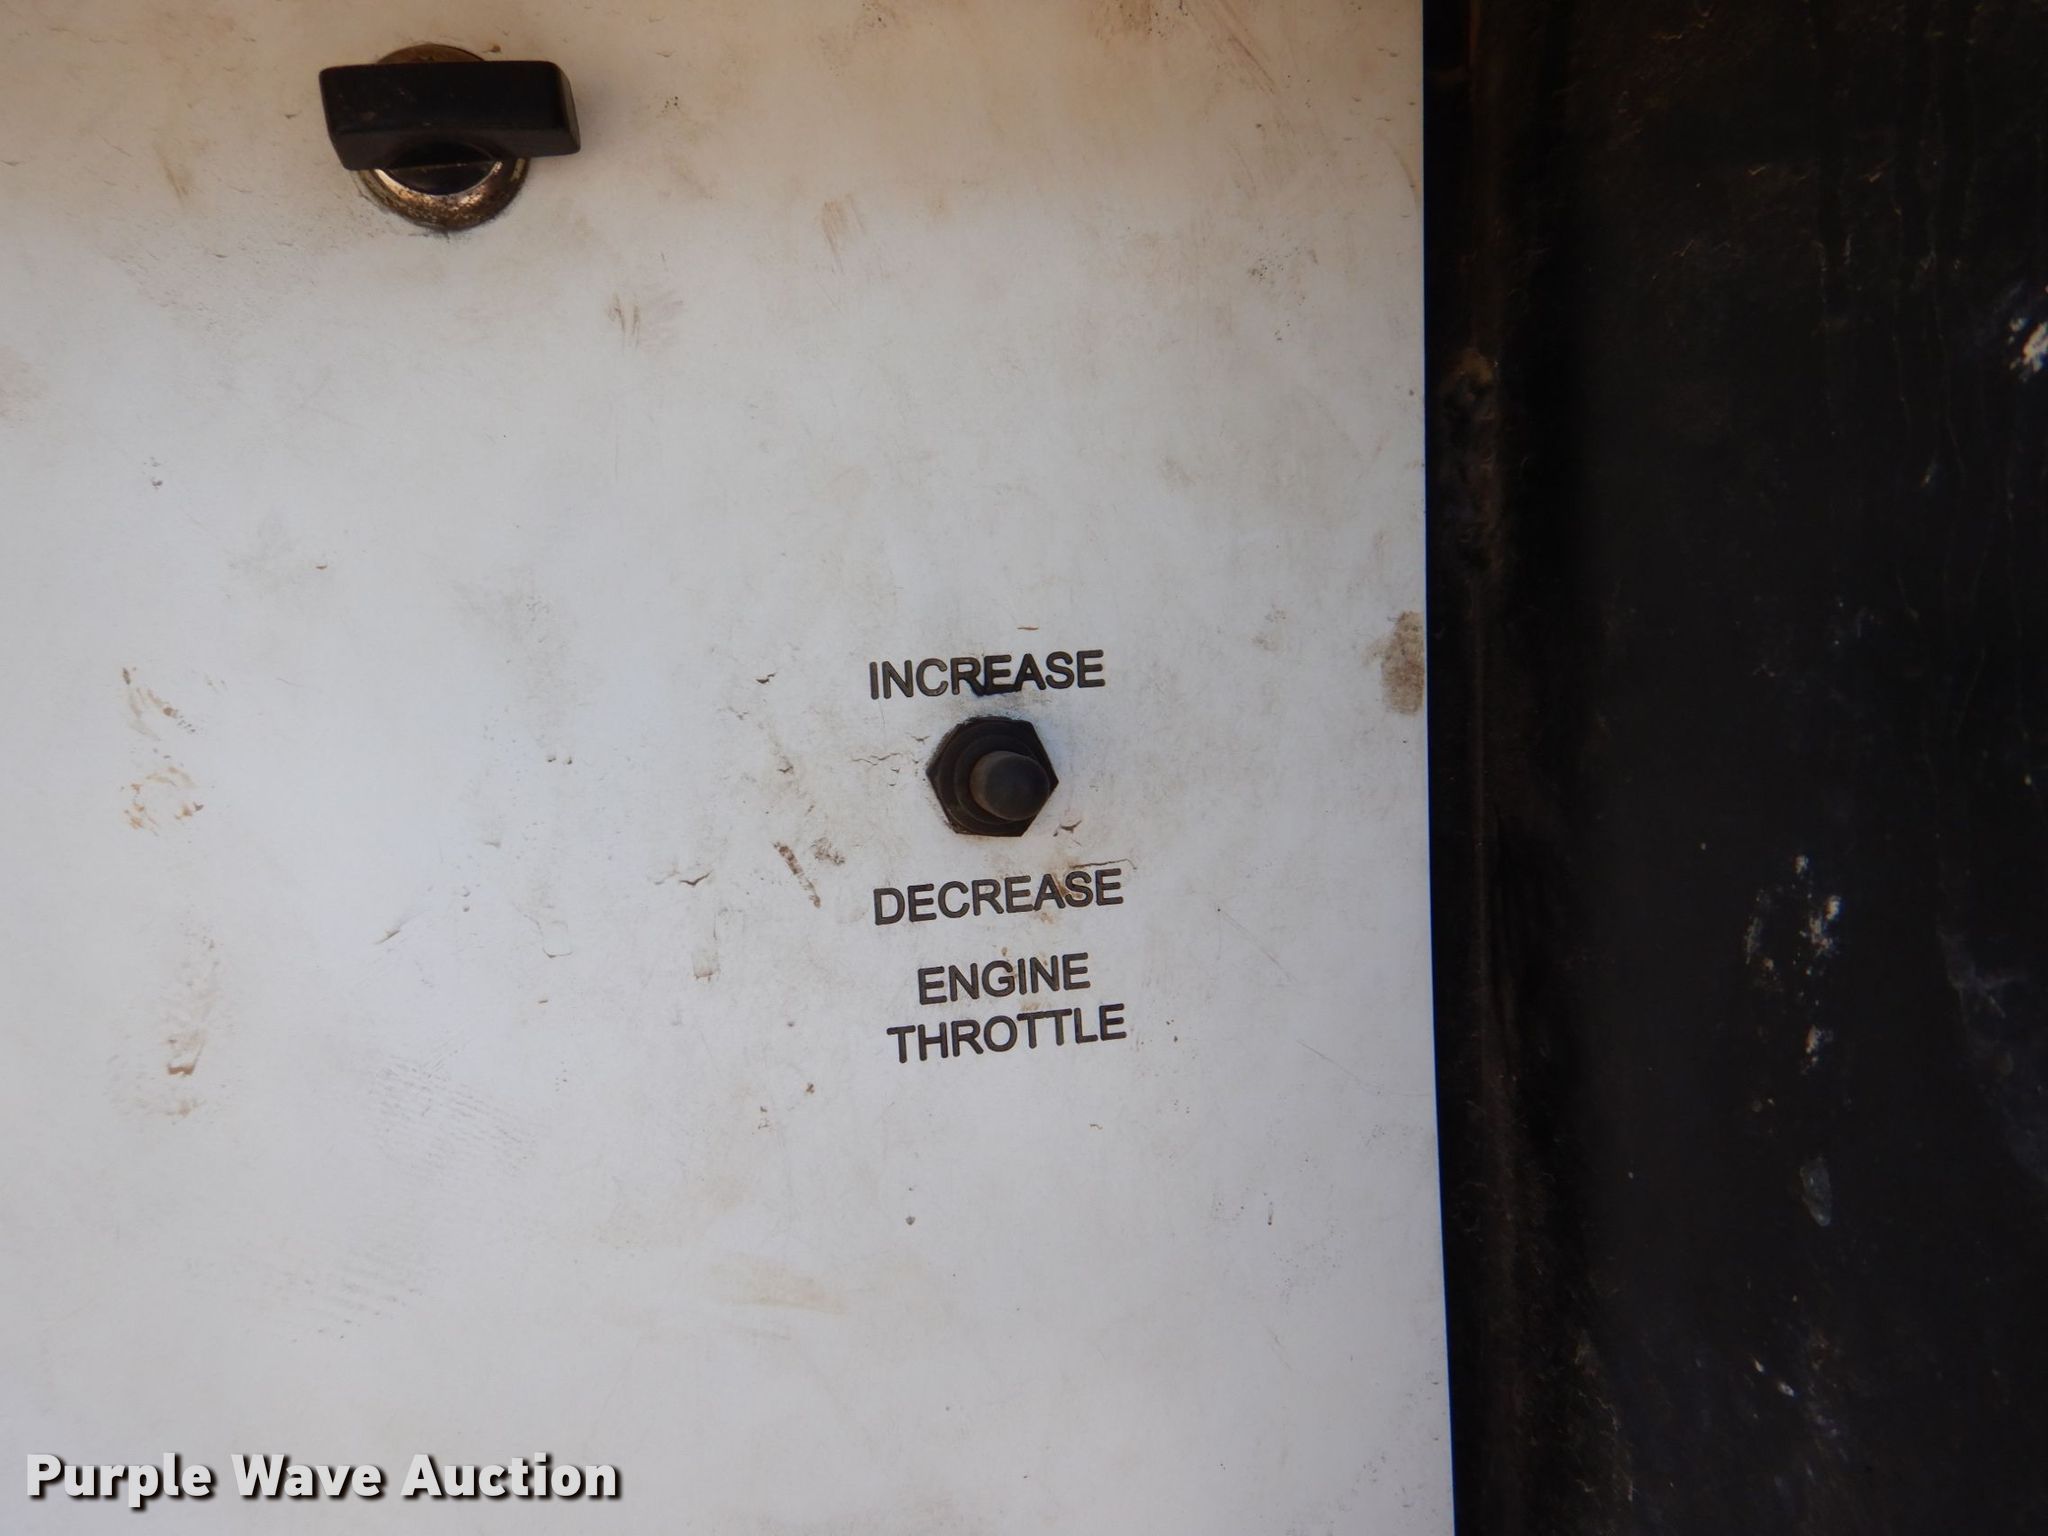 INCREASE
DECREASE
ENGINE
THROTTLE
Purple Wave Auction